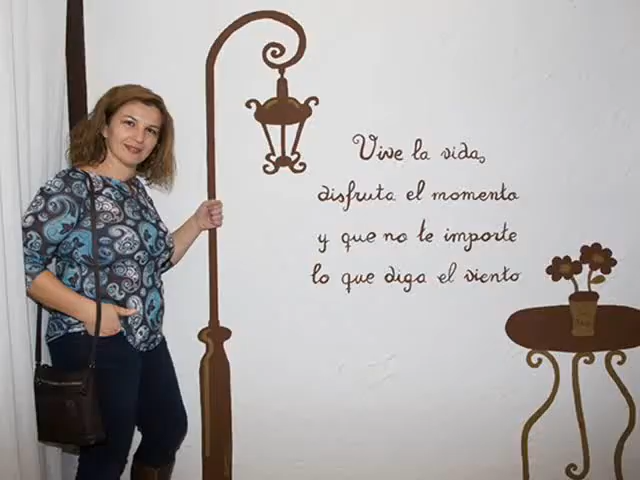 Vive la vida,
disfruta el momento
y que no te importe
lo que diga el viento